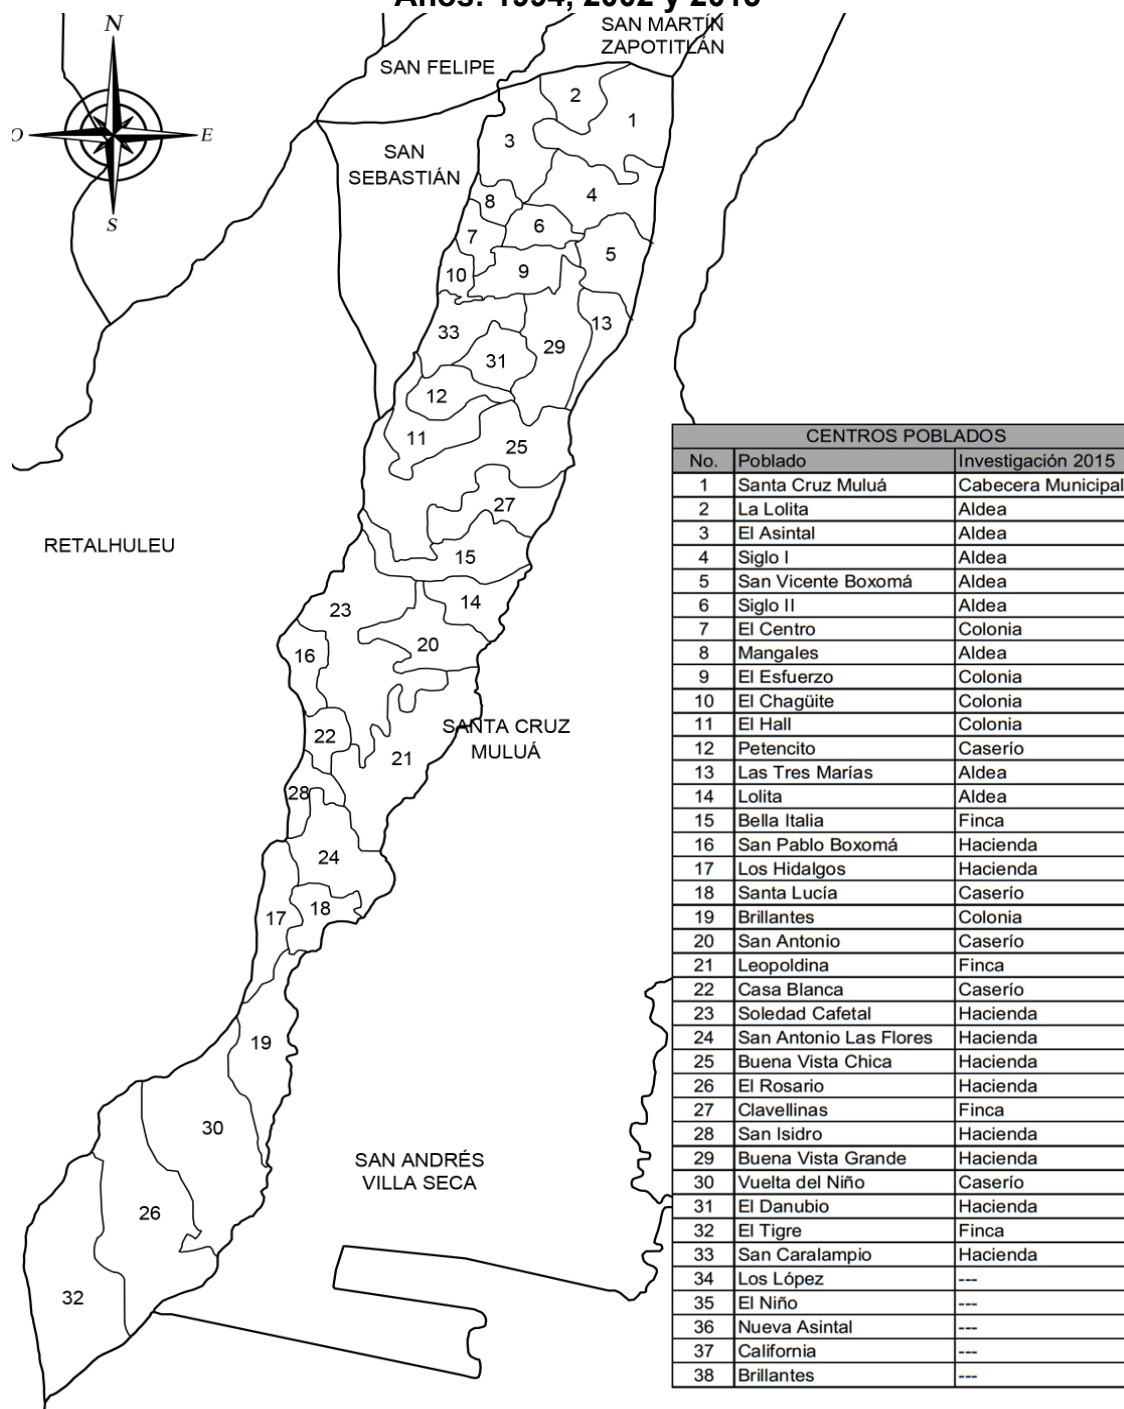 Años: 1994, 2002 y 2015
N
O
E
S
SAN MARTÍN
ZAPOTITLÁN
SAN FELIPE
SAN
SEBASTIÁN
2
1
3
4
8
6
7
5
9
10
13
33
29
31
12
11
25
27
RETALHULEU
15
14
23
20
16
SANTA CRUZ
MULUÁ
22
21
28
24
18
17
19
30
SAN ANDRÉS
VILLA SECA
26
32
CENTROS POBLADOS
No. Poblado Investigación 2015
1 Santa Cruz Muluá Cabecera Municipal
2 La Lolita Aldea
3 El Asintal Aldea
4 Siglo I Aldea
5 San Vicente Boxomá Aldea
6 Siglo II Aldea
7 El Centro Colonia
8 Mangales Aldea
9 El Esfuerzo Colonia
10 El Chagüite Colonia
11 El Hall Colonia
12 Petencito Caserío
13 Las Tres Marías Aldea
14 Lolita Aldea
15 Bella Italia Finca
16 San Pablo Boxomá Hacienda
17 Los Hidalgos Hacienda
18 Santa Lucía Caserío
19 Brillantes Colonia
20 San Antonio Caserío
21 Leopoldina Finca
22 Casa Blanca Caserío
23 Soledad Cafetal Hacienda
24 San Antonio Las Flores Hacienda
25 Buena Vista Chica Hacienda
26 El Rosario Hacienda
27 Clavellinas Finca
28 San Isidro Hacienda
29 Buena Vista Grande Hacienda
30 Vuelta del Niño Caserío
31 El Danubio Hacienda
32 El Tigre Finca
33 San Caralampio Hacienda
34 Los López ---
35 El Niño ---
36 Nueva Asintal ---
37 California ---
38 Brillantes ---